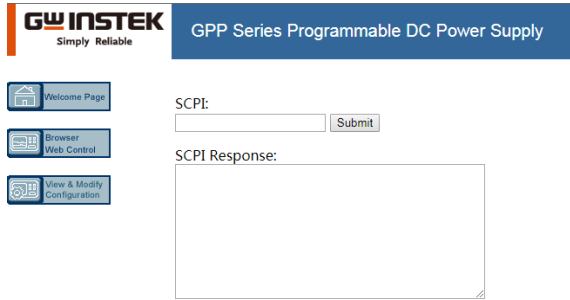 GW INSTEK
Simply Reliable
GPP Series Programmable DC Power Supply
Welcome Page
Browser
Web Control
View & Modify
Configuration
SCPI:
Submit
SCPI Response: